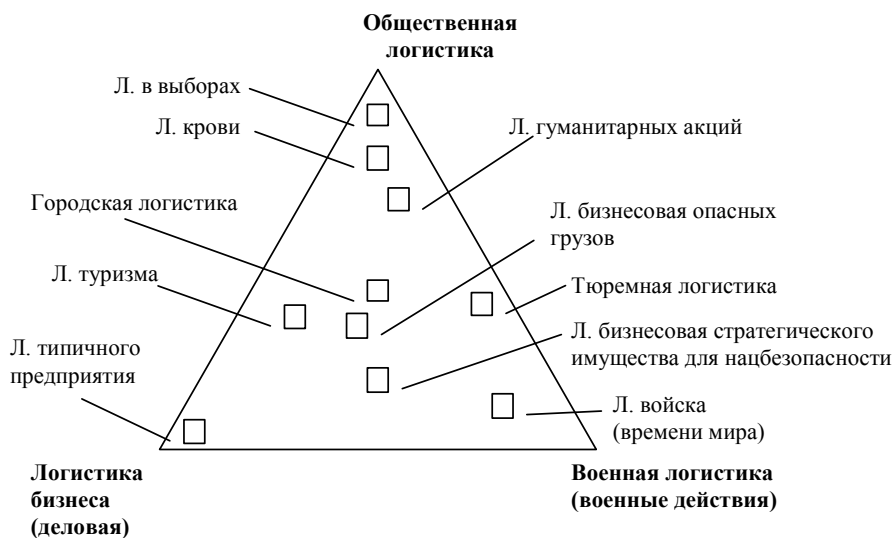 Общественная
логистика
Л. в выборах
Л. крови
Л. гуманитарных акций
Городская логистика
Л. бизнесовая опасных
грузов
Л. туризма
Тюремная логистика
Л. бизнесовая стратегического
имущества для нацбезопасности
Л. типичного
предприятия
Л. войска
(времени мира)
Логистика
бизнеса
(деловая)
Военная логистика
(военные действия)